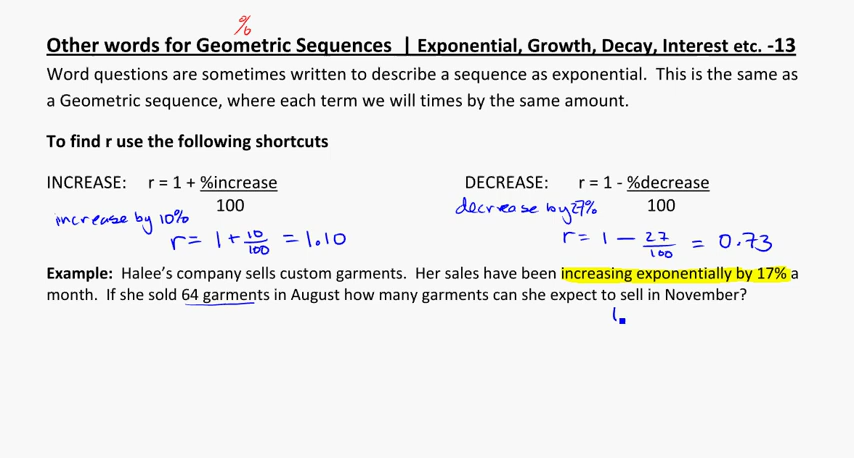 %
Other words for Geometric Sequences | Exponential, Growth, Decay, Interest etc. -13
Word questions are sometimes written to describe a sequence as exponential. This is the same as
a Geometric sequence, where each term we will times by the same amount.
To find r use the following shortcuts
INCREASE: r = 1 + %increase
100
increase by 10%
r = 1 + 10/100 = 1.10
DECREASE: r = 1 - %decrease
100
decrease by 27%
r = 1 - 27/100 = 0.73
Example: Halee's company sells custom garments. Her sales have been increasing exponentially by 17% a
month. If she sold 64 garments in August how many garments can she expect to sell in November?
1.